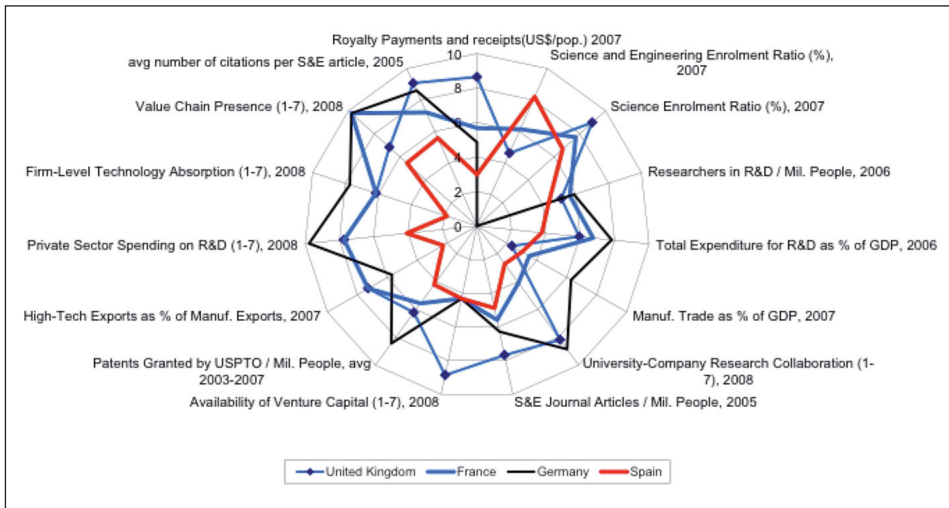 Royalty Payments and receipts(US$/pop.) 2007
10
avg number of citations per S&E article, 2005
Science and Engineering Enrolment Ratio (%),
2007
8
Value Chain Presence (1-7), 2008
Science Enrolment Ratio (%), 2007
6
4
Firm-Level Technology Absorption (1-7), 2008
Researchers in R&D / Mil. People, 2006
2
0
Private Sector Spending on R&D (1-7), 2008
Total Expenditure for R&D as % of GDP, 2006
High-Tech Exports as % of Manuf. Exports, 2007
Manuf. Trade as % of GDP, 2007
Patents Granted by USPTO / Mil. People, avg
2003-2007
University-Company Research Collaboration (1-
7), 2008
Availability of Venture Capital (1-7), 2008
S&E Journal Articles / Mil. People, 2005
United Kingdom
France
Germany
Spain